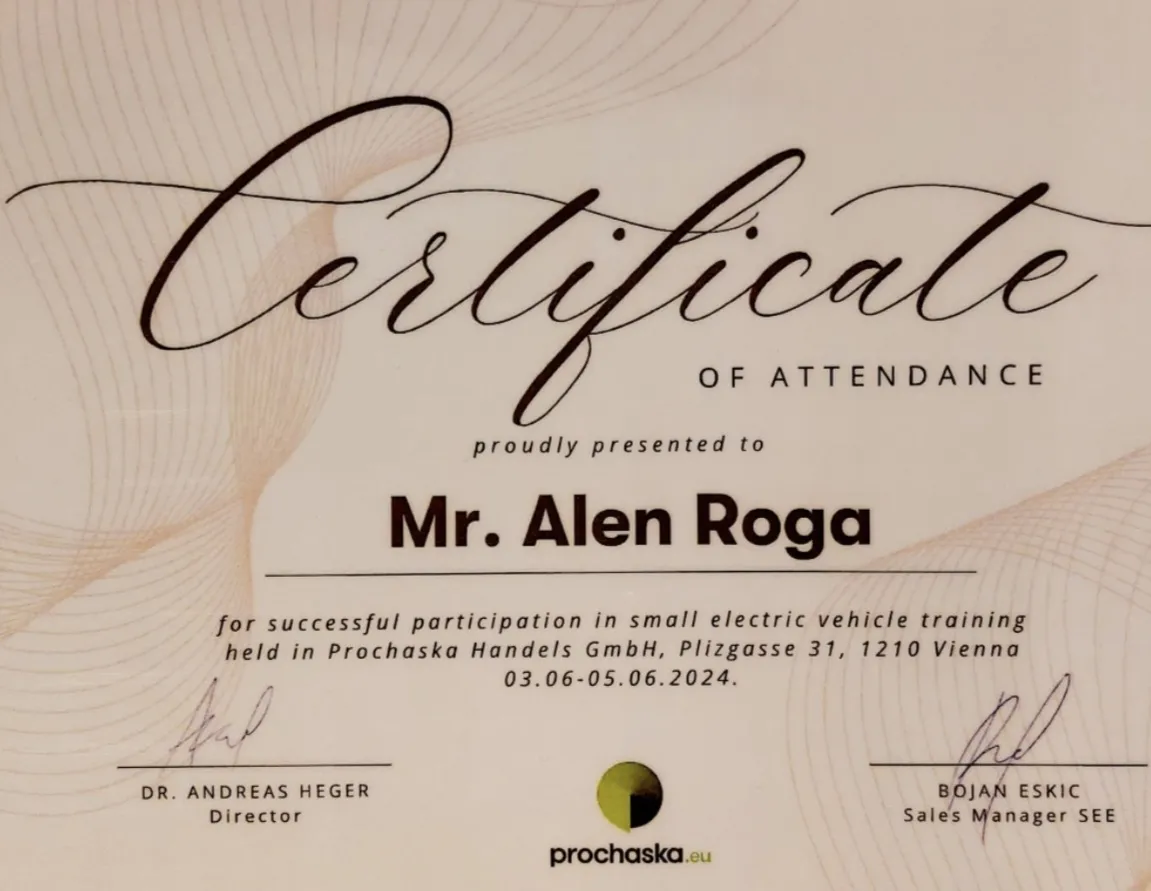 Certificate
OF ATTENDANCE
proudly presented to
Mr. Alen Roga
for successful participation in small electric vehicle training
held in Prochaska Handels GmbH, Plizgasse 31, 1210 Vienna
03.06-05.06.2024.
DR. ANDREAS HEGER
Director
BOJAN ESKIC
Sales Manager SEE
prochaska.eu